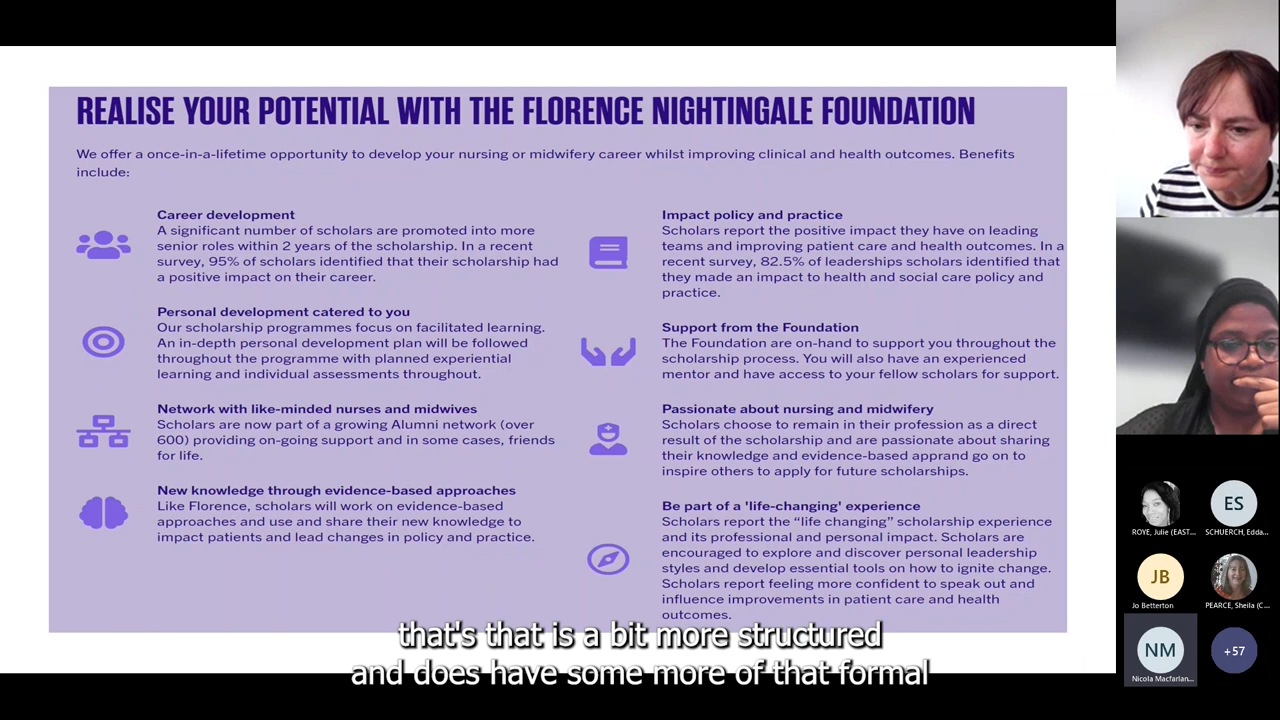 REALISE YOUR POTENTIAL WITH THE FLORENCE NIGHTINGALE FOUNDATION
We offer a once-in-a-lifetime opportunity to develop your nursing or midwifery career whilst improving clinical and health outcomes. Benefits
include:
Career development
A significant number of scholars are promoted into more
senior roles within 2 years of the scholarship. In a recent
survey, 95% of scholars identified that their scholarship had
a positive impact on their career.
Personal development catered to you
Our scholarship programmes focus on facilitated learning.
An in-depth personal development plan will be followed
throughout the programme with planned experiential
learning and individual assessments throughout.
Network with like-minded nurses and midwives
Scholars are now part of a growing Alumni network (over
600) providing on-going support and in some cases, friends
for life.
New knowledge through evidence-based approaches
Like Florence, scholars will work on evidence-based
approaches and use and share their new knowledge to
impact patients and lead changes in policy and practice.
Impact policy and practice
Scholars report the positive impact they have on leading
teams and improving patient care and health outcomes. In a
recent survey, 82.5% of leaderships scholars identified that
they made an impact to health and social care policy and
practice.
Support from the Foundation
The Foundation are on-hand to support you throughout the
scholarship process. You will also have an experienced
mentor and have access to your fellow scholars for support.
Passionate about nursing and midwifery
Scholars choose to remain in their profession as a direct
result of the scholarship and are passionate about sharing
their knowledge and evidence-based apprand go on to
inspire others to apply for future scholarships.
Be part of a 'life-changing' experience
Scholars report the “life changing” scholarship experience
and its professional and personal impact. Scholars are
encouraged to explore and discover personal leadership
styles and develop essential tools on how to ignite change.
Scholars report feeling more confident to speak out and
influence improvements in patient care and health
outcomes.
that's that is a bit more structured
and does have some more of that formal
ROYE, Julie (EAST...
ES
SCHUERCH, Edda...
JB
Jo Betterton
PEARCE, Sheila (C...
NM
Nicola Macfarlan...
+57